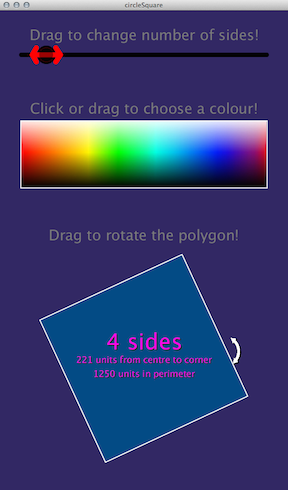 circleSquare
Drag to change number of sides!
Click or drag to choose a colour!
Drag to rotate the polygon!
4 sides
221 units from centre to corner
1250 units in perimeter